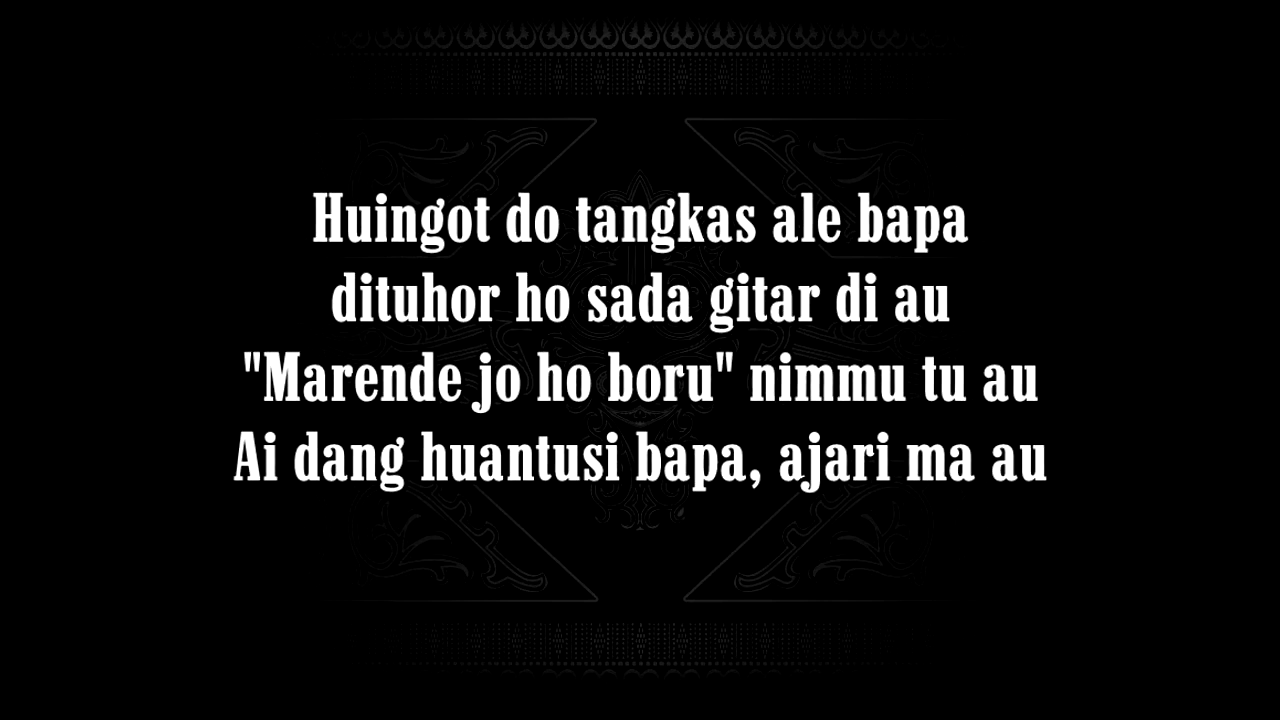 Huingot do tangkas ale bapa
dituhor ho sada gitar di au
"Marende jo ho boru" nimmu tu au
Ai dang huantusi bapa, ajari ma au